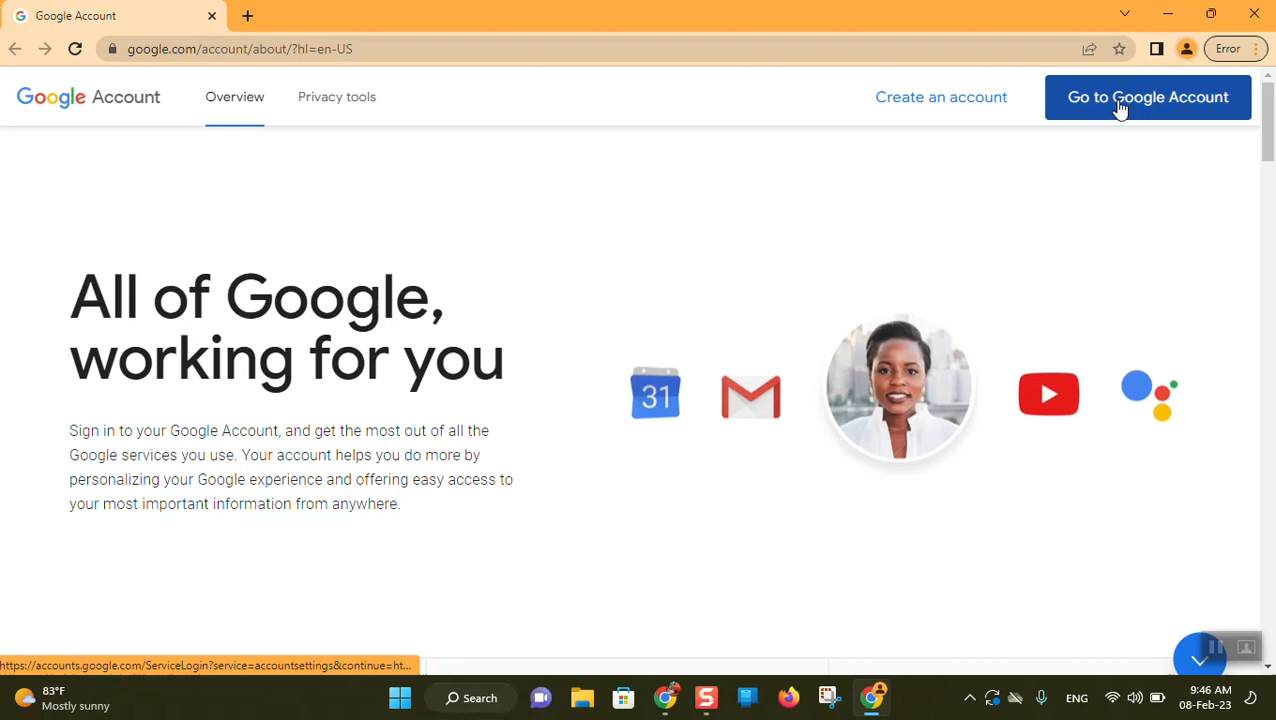 Google Account
google.com/account/about/?hl=en-US
Error
Google Account
Overview
Privacy tools
Create an account
Go to Google Account
All of Google,
working for you
31
Sign in to your Google Account, and get the most out of all the
Google services you use. Your account helps you do more by
personalizing your Google experience and offering easy access to
your most important information from anywhere.
https://accounts.google.com/ServiceLogin?service=accountsettings&continue=ht...
83°F
Mostly sunny
Search
S
ENG
9:46 AM
08-Feb-23